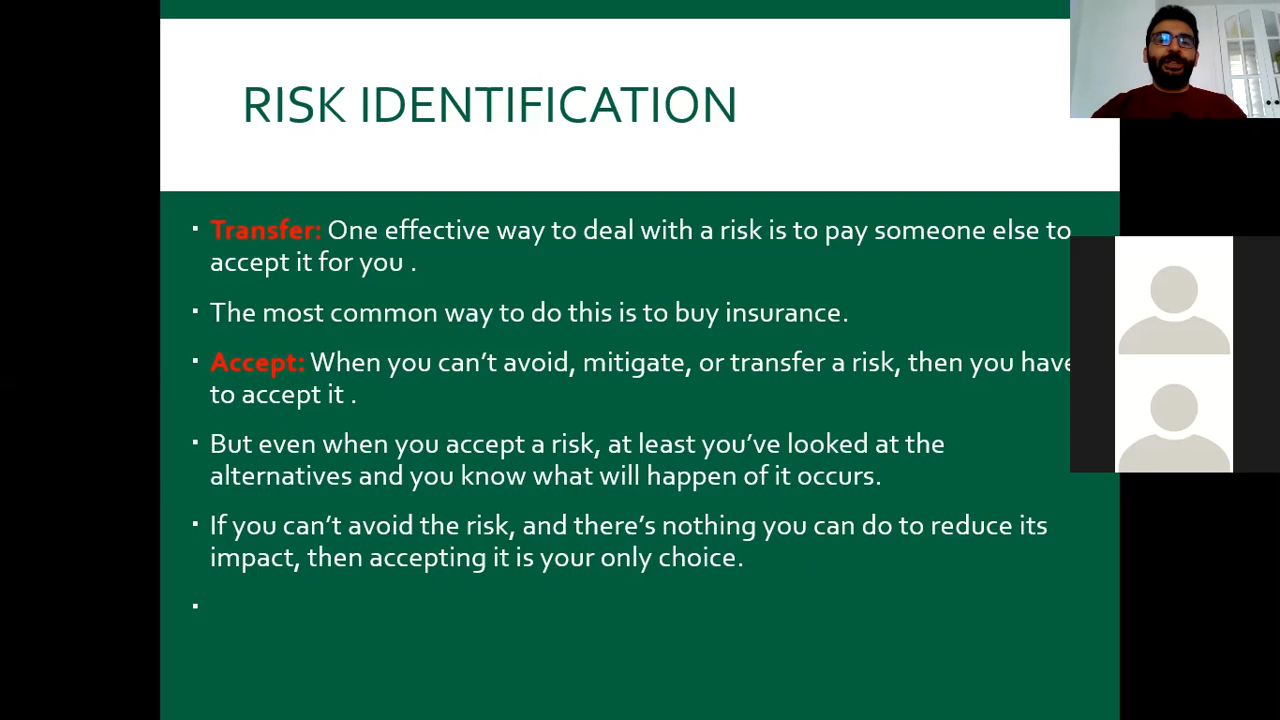 RISK IDENTIFICATION
Transfer: One effective way to deal with a risk is to pay someone else to
accept it for you .
The most common way to do this is to buy insurance.
Accept: When you can't avoid, mitigate, or transfer a risk, then you have
to accept it .
But even when you accept a risk, at least you've looked at the
alternatives and you know what will happen of it occurs.
If you can't avoid the risk, and there's nothing you can do to reduce its
impact, then accepting it is your only choice.